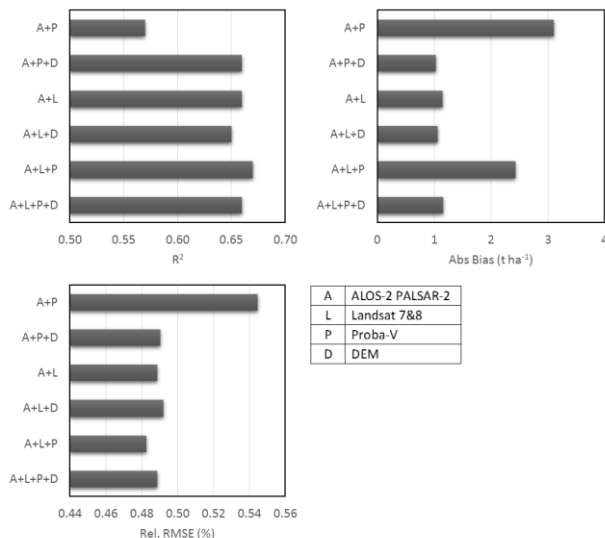 A+P
A+P+D
A+L
A+L+D
A+L+P
A+L+P+D
0.50 0.55 0.60 0.65 0.70
R²
A+P
A+P+D
A+L
A+L+D
A+L+P
A+L+P+D
0 1 2 3 4
Abs Bias (t ha⁻¹)
A+P
A+P+D
A+L
A+L+D
A+L+P
A+L+P+D
0.44 0.46 0.48 0.50 0.52 0.54 0.56
Rel. RMSE (%)
A ALOS-2 PALSAR-2
L Landsat 7&8
P Proba-V
D DEM